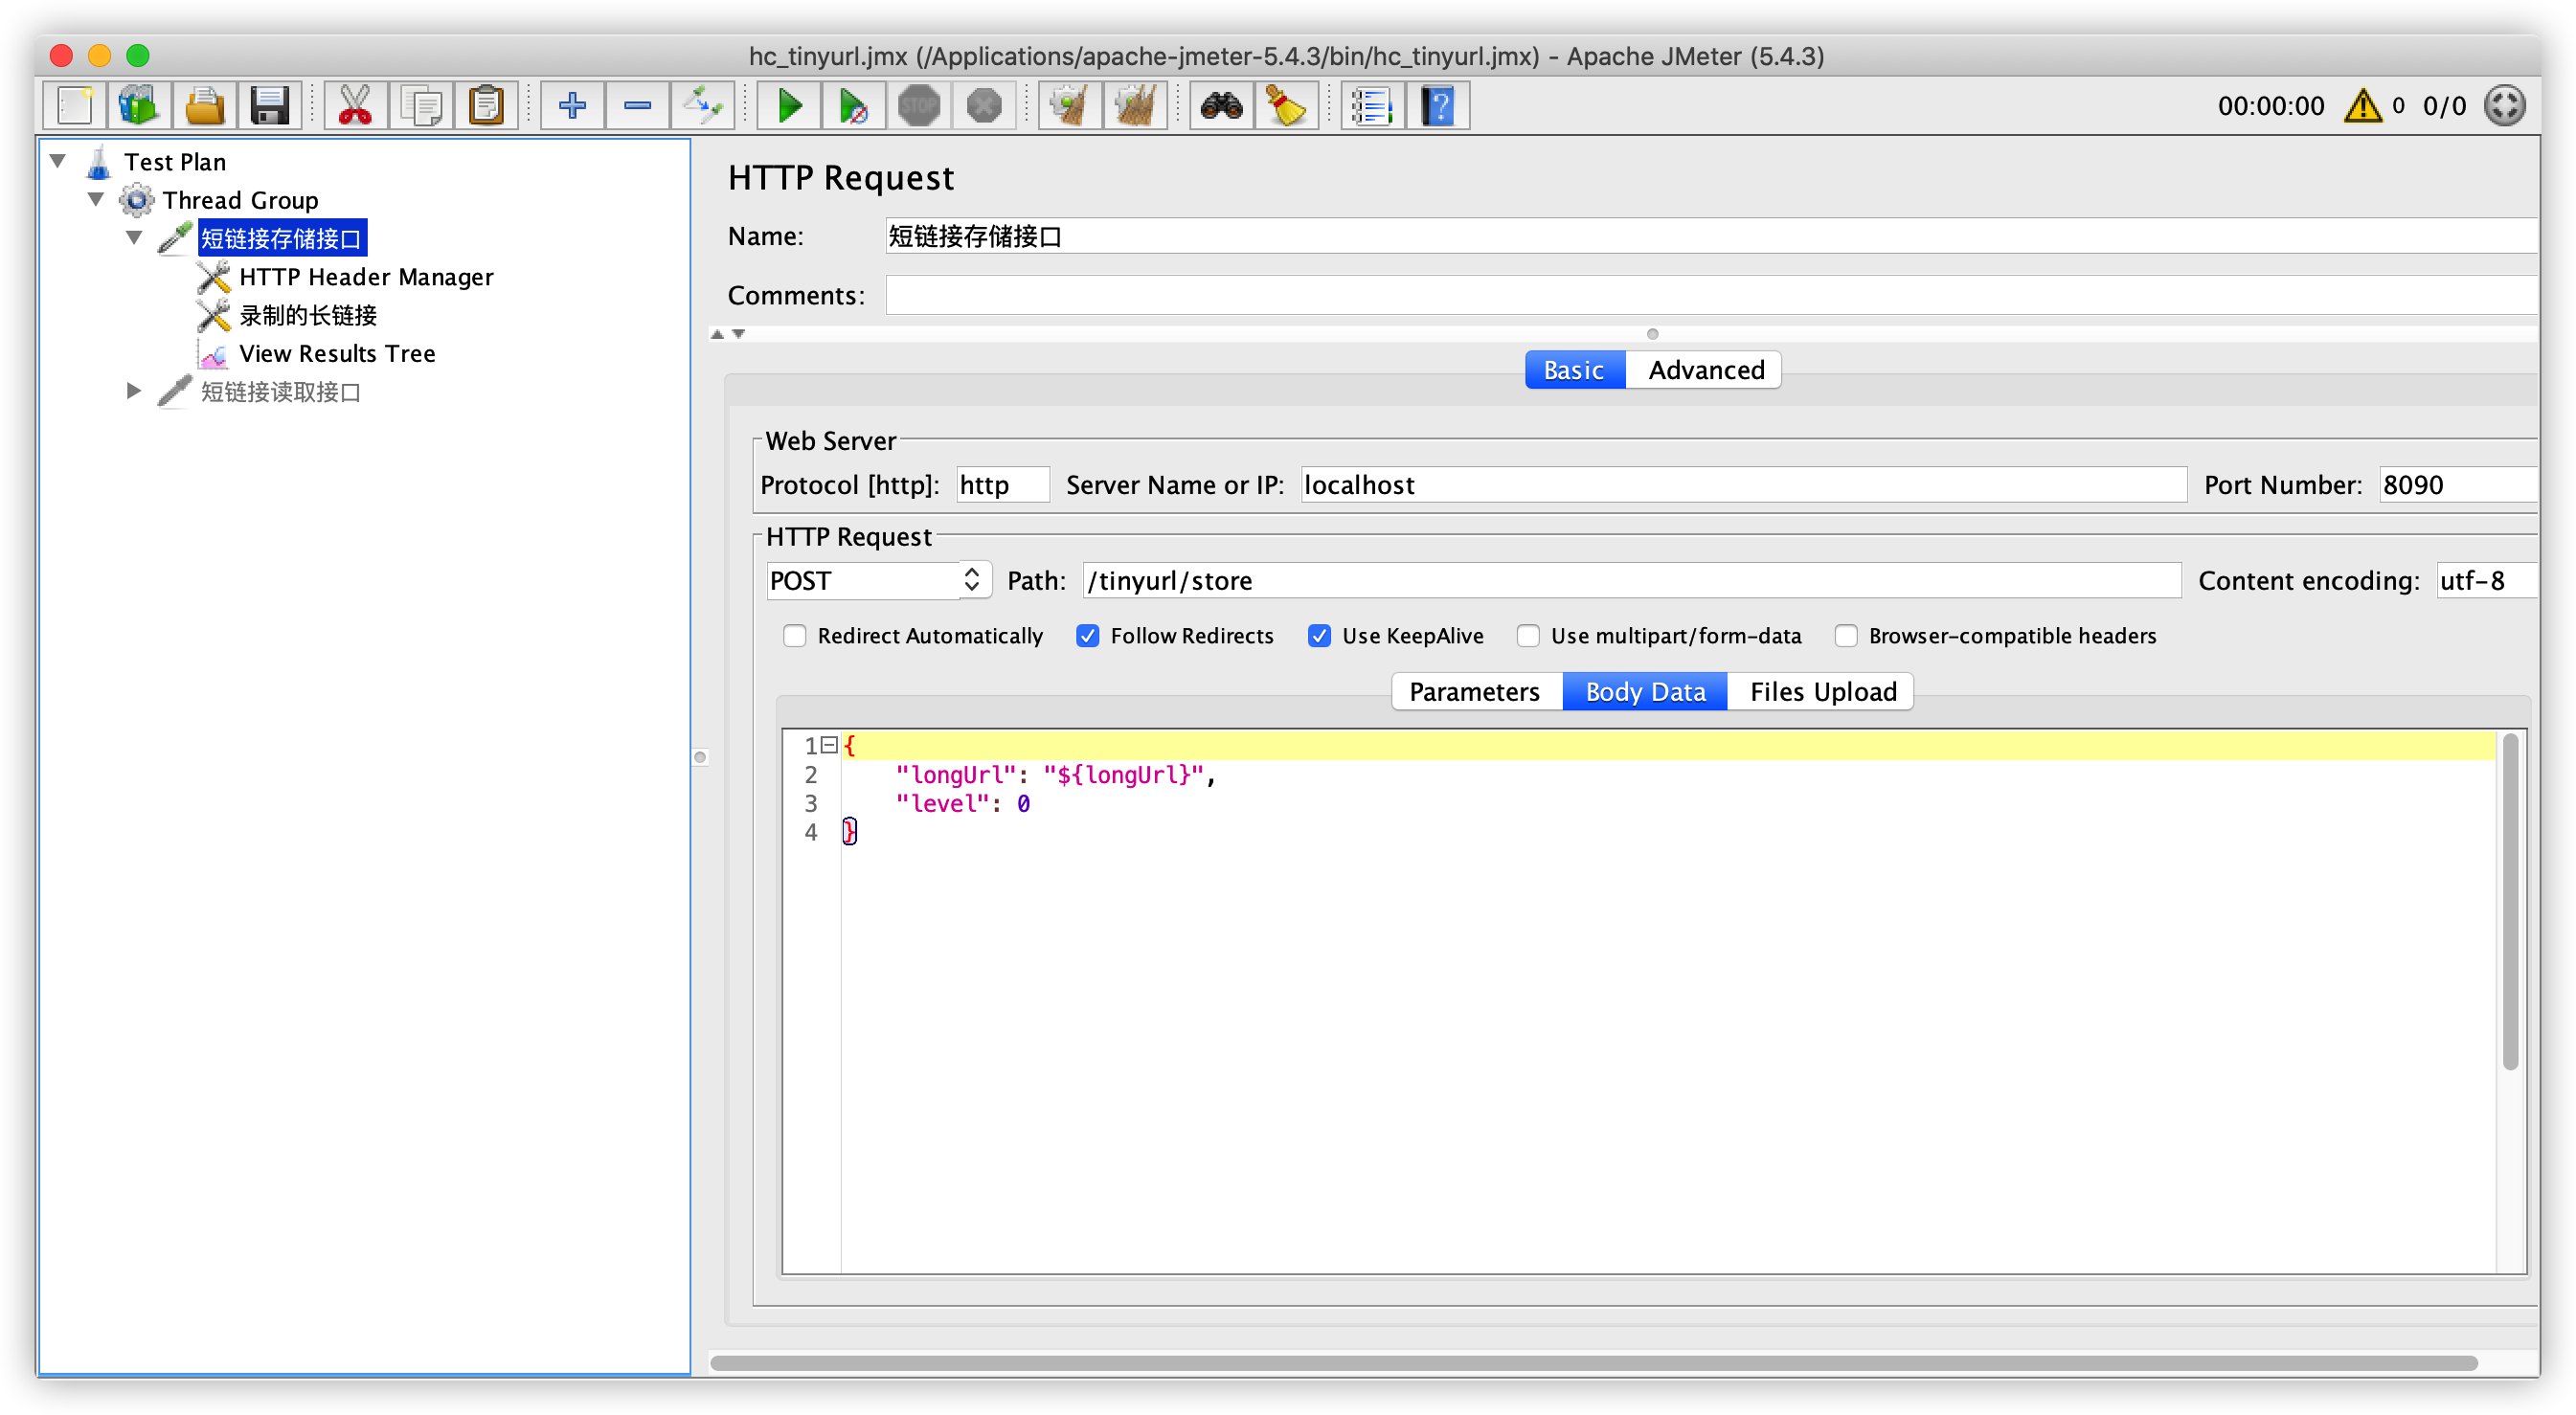 hc_tinyurl.jmx (/Applications/apache-jmeter-5.4.3/bin/hc_tinyurl.jmx) - Apache JMeter (5.4.3)
STOP
00:00:00 0 0/0
Test Plan
Thread Group
短链接存储接口
HTTP Header Manager
录制的长链接
View Results Tree
短链接读取接口
HTTP Request
Name: 短链接存储接口
Comments:
Basic Advanced
Web Server
Protocol [http]: http Server Name or IP: localhost Port Number: 8090
HTTP Request
POST Path: /tinyurl/store Content encoding: utf-8
Redirect Automatically Follow Redirects Use KeepAlive Use multipart/form-data Browser-compatible headers
Parameters Body Data Files Upload
1 {
2 "longUrl": "${longUrl}",
3 "level": 0
4 }